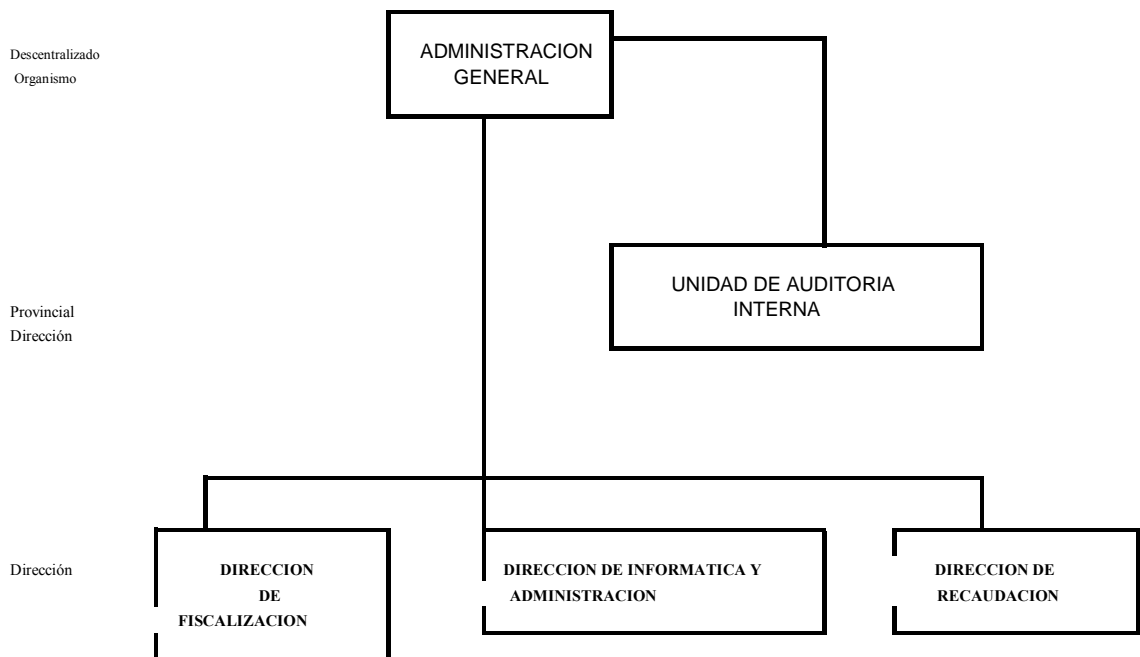 Descentralizado
Organismo
ADMINISTRACION
GENERAL
Provincial
Dirección
UNIDAD DE AUDITORIA
INTERNA
Dirección
DIRECCION
DE
FISCALIZACION
DIRECCION DE INFORMATICA Y
ADMINISTRACION
DIRECCION DE
RECAUDACION